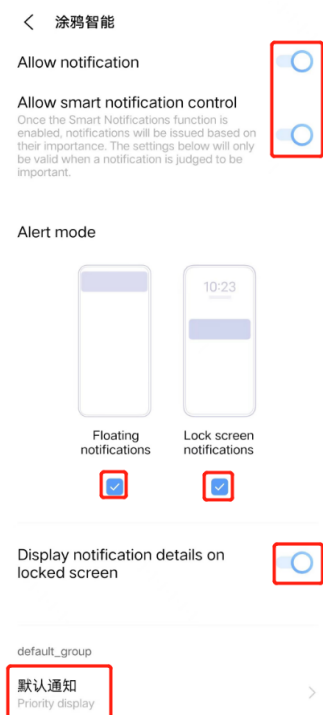 涂鸦智能
Allow notification
Allow smart notification control
Once the Smart Notifications function is
enabled, notifications will be issued based on
their importance. The settings below will only
be valid when a notification is judged to be
important.
Alert mode
10:23
Floating
notifications
Lock screen
notifications
Display notification details on
locked screen
default_group
默认通知
Priority display